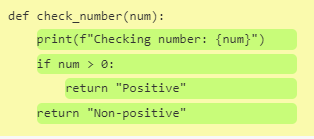 def check_number(num):
    print(f"Checking number: {num}")
    if num > 0:
        return "Positive"
    return "Non-positive"